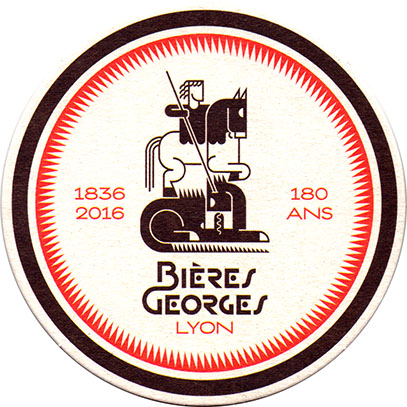 1836
2016
180
ANS
BIÈRES
GEORGES
LYON